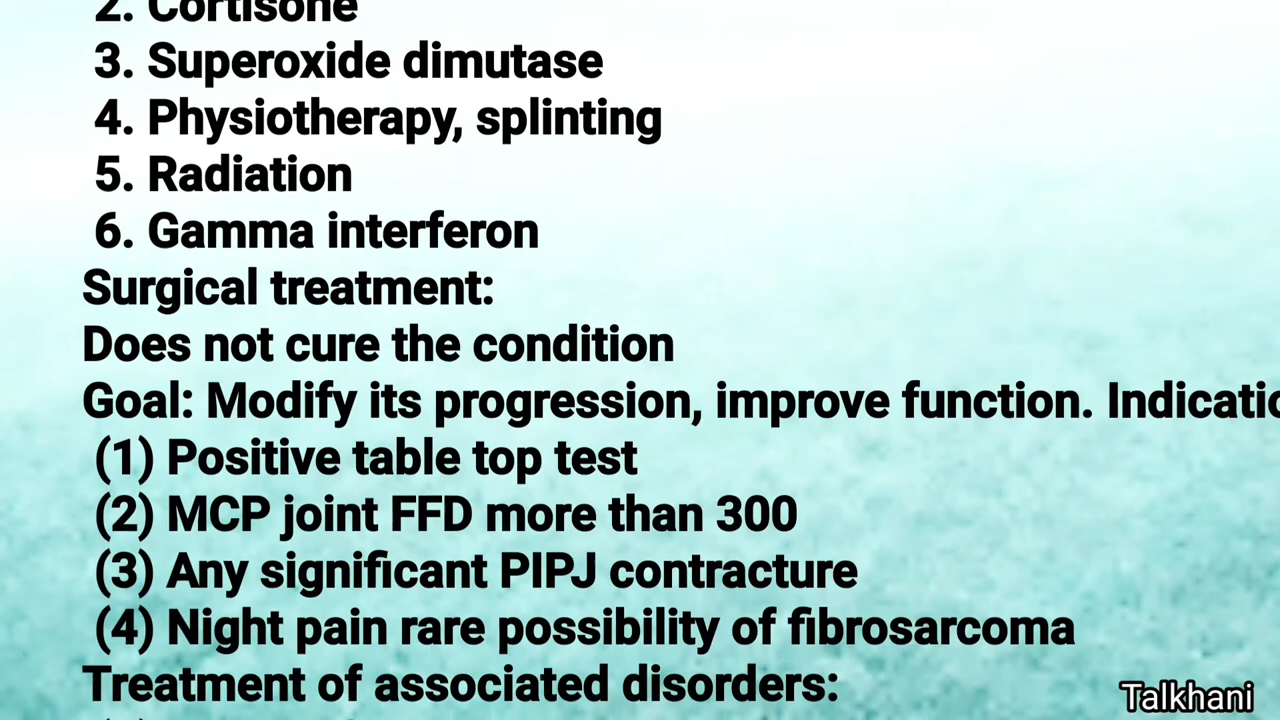 2. Cortisone
3. Superoxide dimutase
4. Physiotherapy, splinting
5. Radiation
6. Gamma interferon
Surgical treatment:
Does not cure the condition
Goal: Modify its progression, improve function. Indicatio
(1) Positive table top test
(2) MCP joint FFD more than 300
(3) Any significant PIPJ contracture
(4) Night pain rare possibility of fibrosarcoma
Treatment of associated disorders:
Talkhani